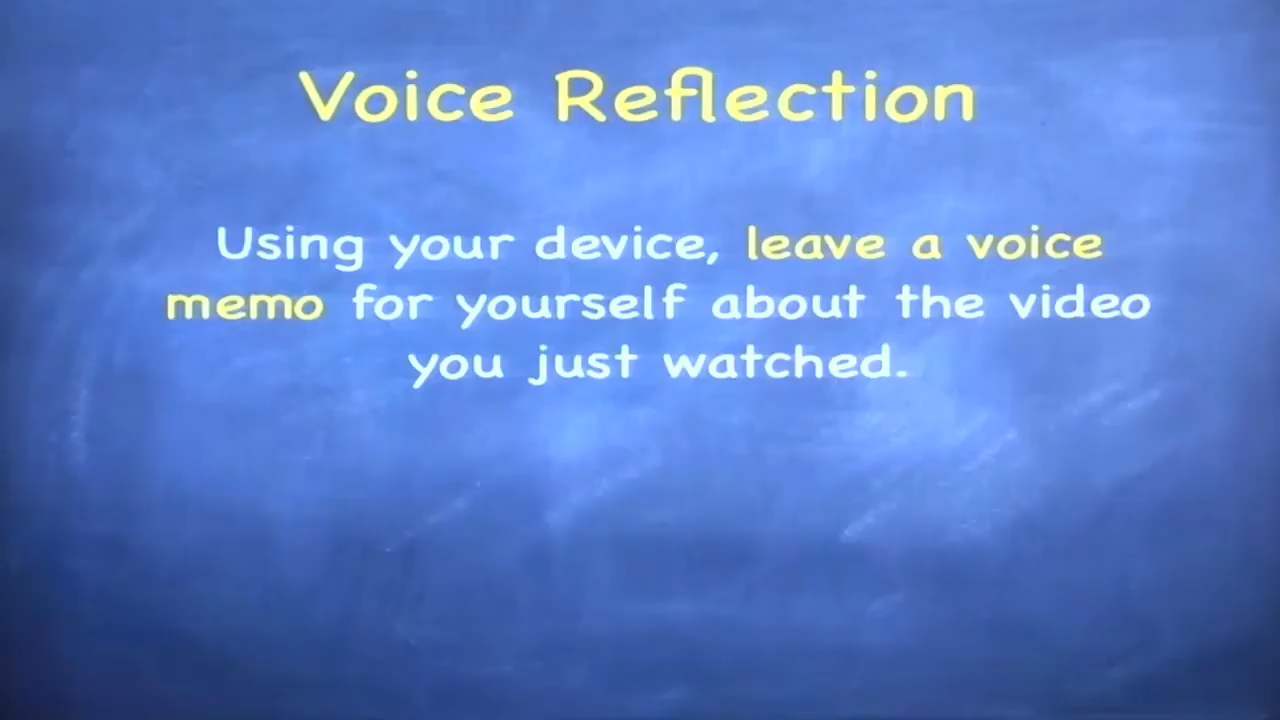 Voice Reflection
Using your device, leave a voice
memo for yourself about the video
you just watched.